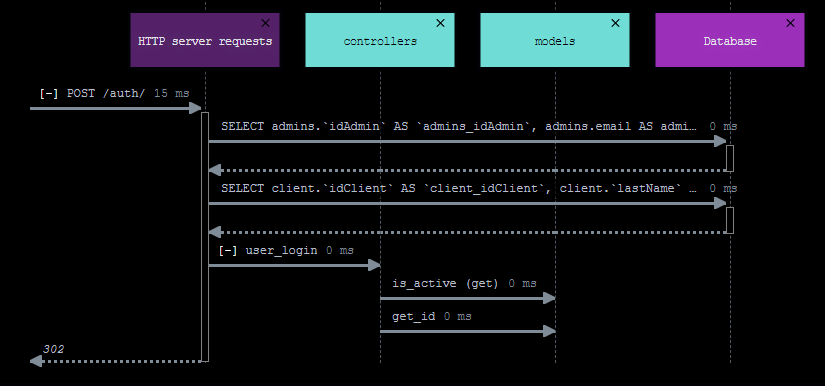 HTTP server requests
controllers
models
Database
[-] POST /auth/ 15 ms
SELECT admins.`idAdmin` AS `admins_idAdmin`, admins.email AS admi… 0 ms
SELECT client.`idClient` AS `client_idClient`, client.`lastName` … 0 ms
[-] user_login 0 ms
is_active (get) 0 ms
get_id 0 ms
302